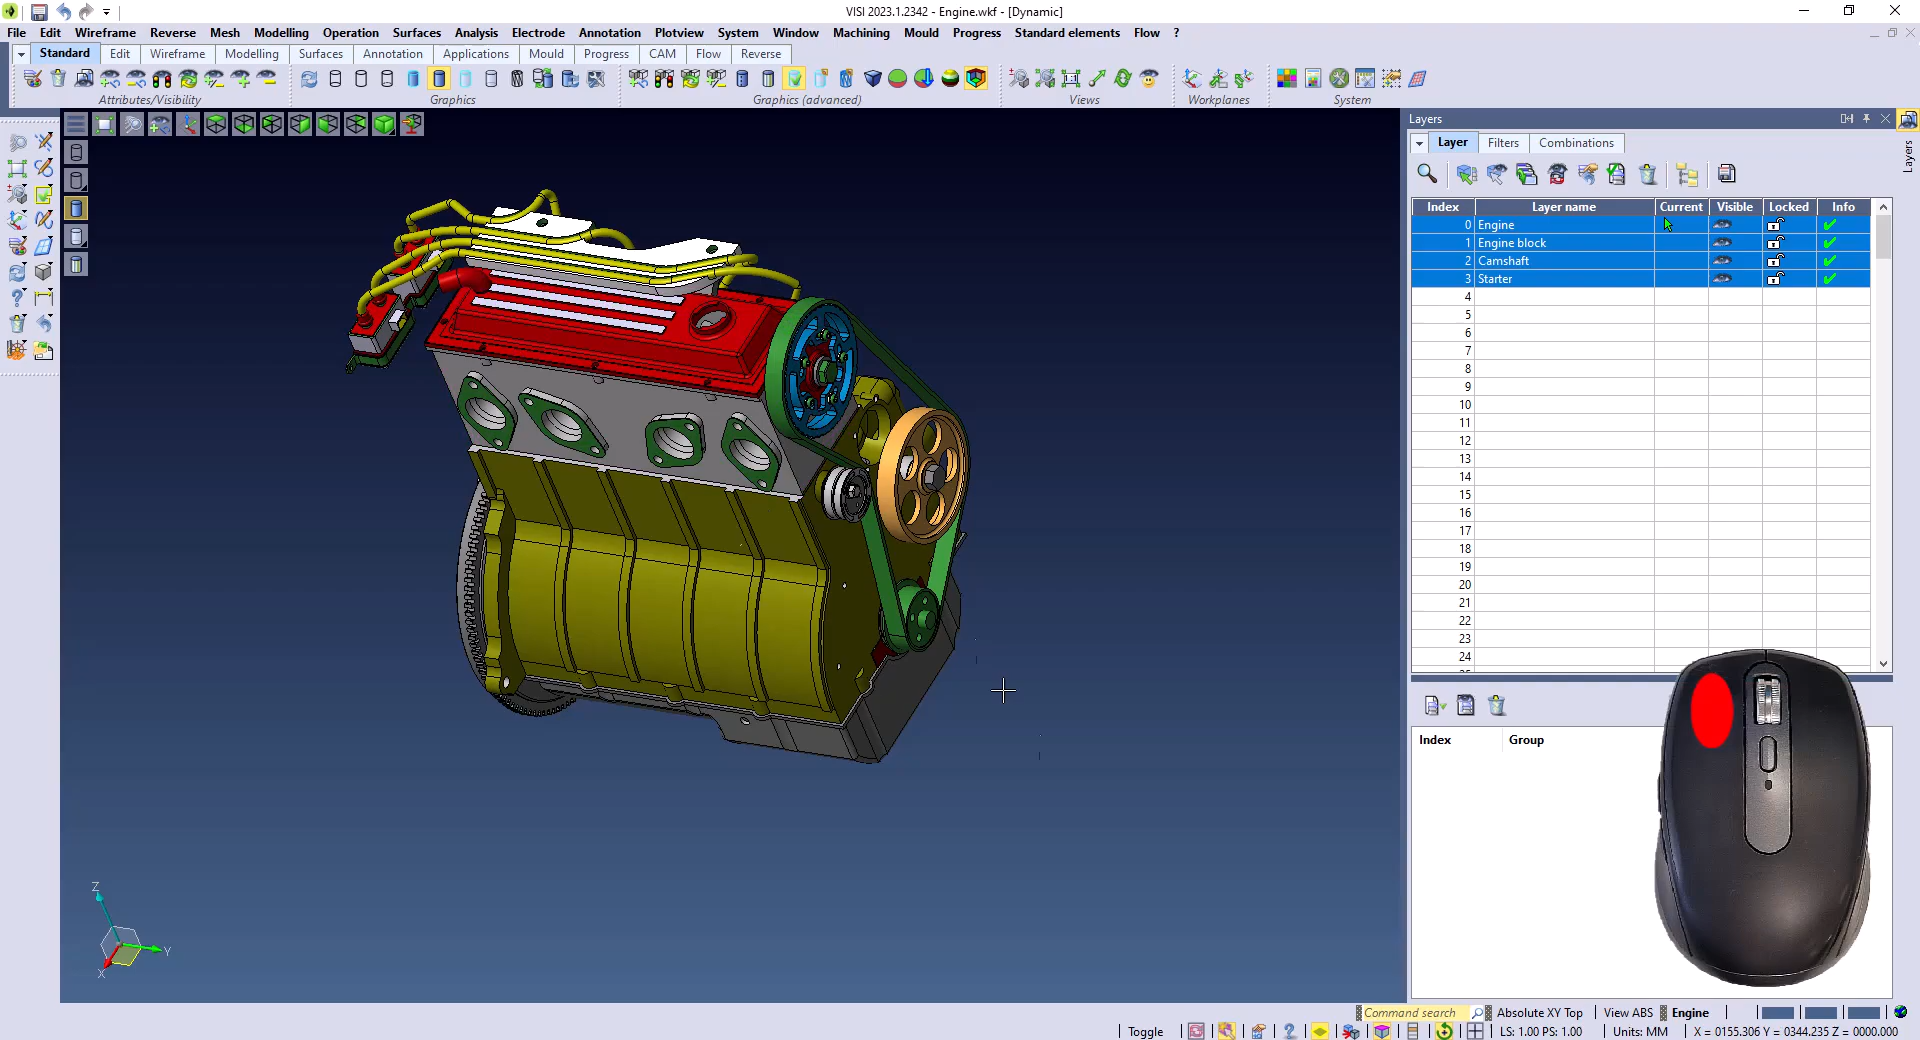 VISI 2023.1.2342 - Engine.wkf - [Dynamic]
File Edit Wireframe Reverse Mesh Modelling Operation Surfaces Analysis Electrode Annotation Plotview System Window Machining Mould Progress Standard elements Flow ?
Standard Edit Wireframe Modelling Surfaces Annotation Applications Mould Progress CAM Flow Reverse
Attributes/Visibility Graphics Graphics (advanced) Views Workplanes System
Layers
Layer Filters Combinations
Layers
Index Layer name Current Visible Locked Info
0 Engine
1 Engine block
2 Camshaft
3 Starter
4
5
6
7
8
9
10
11
12
13
14
15
16
17
18
19
20
21
22
23
24
Index Group
Z
Y
X
Command search Absolute XY Top View ABS Engine
Toggle LS: 1.00 PS: 1.00 Units: MM X = 0155.306 Y = 0344.235 Z = 0000.000